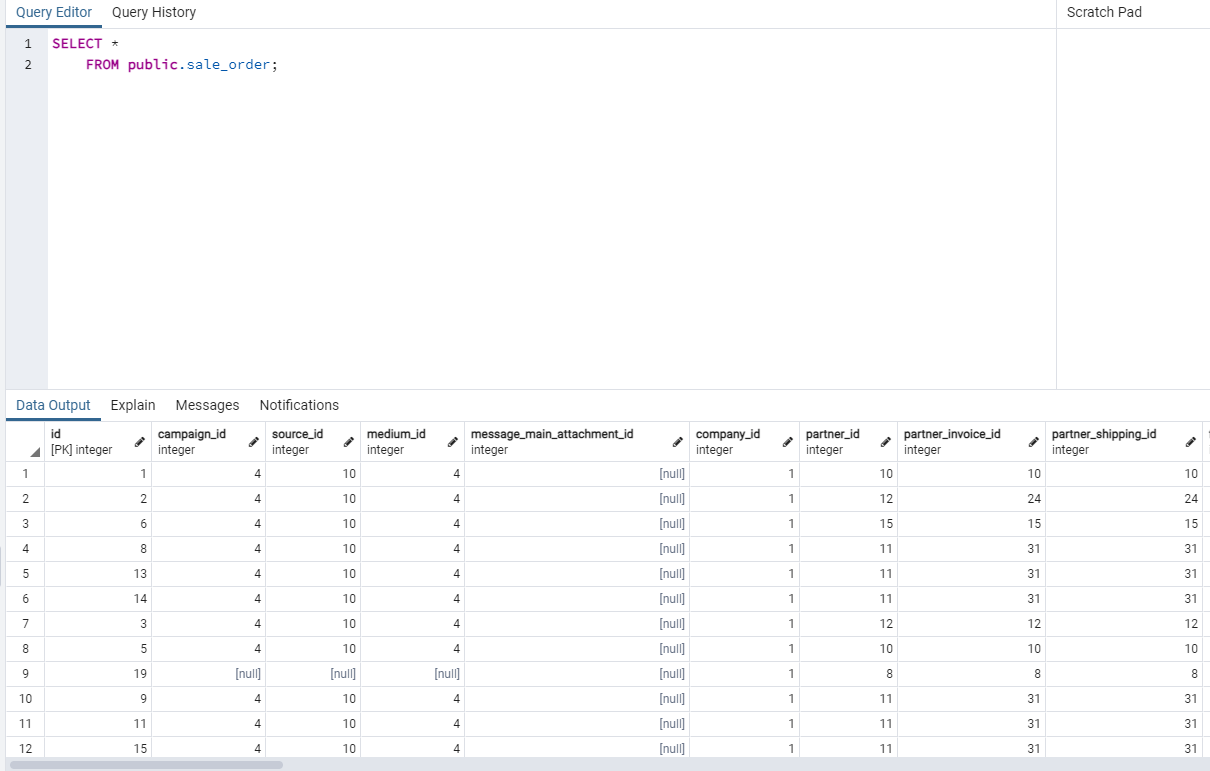 Query Editor Query History Scratch Pad
1 SELECT *
2 FROM public.sale_order;
Data Output Explain Messages Notifications
id campaign_id source_id medium_id message_main_attachment_id company_id partner_id partner_invoice_id partner_shipping_id
[PK] integer integer integer integer integer integer integer integer integer
1 1 4 10 4 [null] 1 10 10 10
2 2 4 10 4 [null] 1 12 24 24
3 6 4 10 4 [null] 1 15 15 15
4 8 4 10 4 [null] 1 11 31 31
5 13 4 10 4 [null] 1 11 31 31
6 14 4 10 4 [null] 1 11 31 31
7 3 4 10 4 [null] 1 12 12 12
8 5 4 10 4 [null] 1 10 10 10
9 19 [null] [null] [null] [null] 1 8 8 8
10 9 4 10 4 [null] 1 11 31 31
11 11 4 10 4 [null] 1 11 31 31
12 15 4 10 4 [null] 1 11 31 31